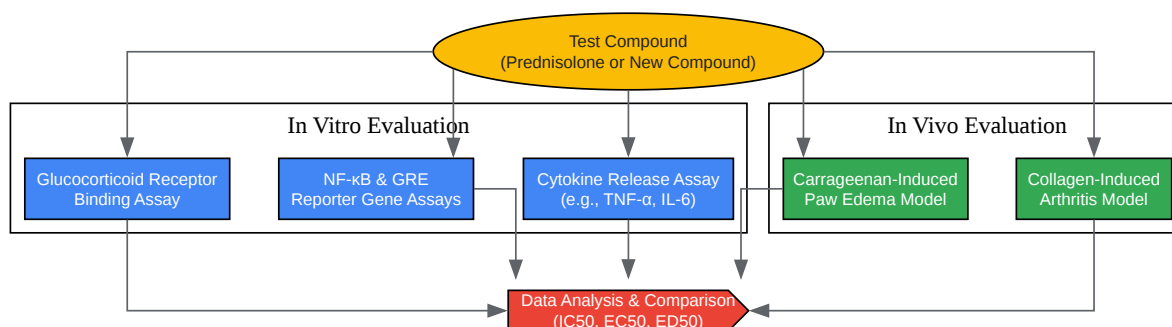 Test Compound
(Prednisolone or New Compound)
In Vitro Evaluation
In Vivo Evaluation
Glucocorticoid Receptor
Binding Assay
NF-κB & GRE
Reporter Gene Assays
Cytokine Release Assay
(e.g., TNF-α, IL-6)
Carrageenan-Induced
Paw Edema Model
Collagen-Induced
Arthritis Model
Data Analysis & Comparison
(IC50, EC50, ED50)